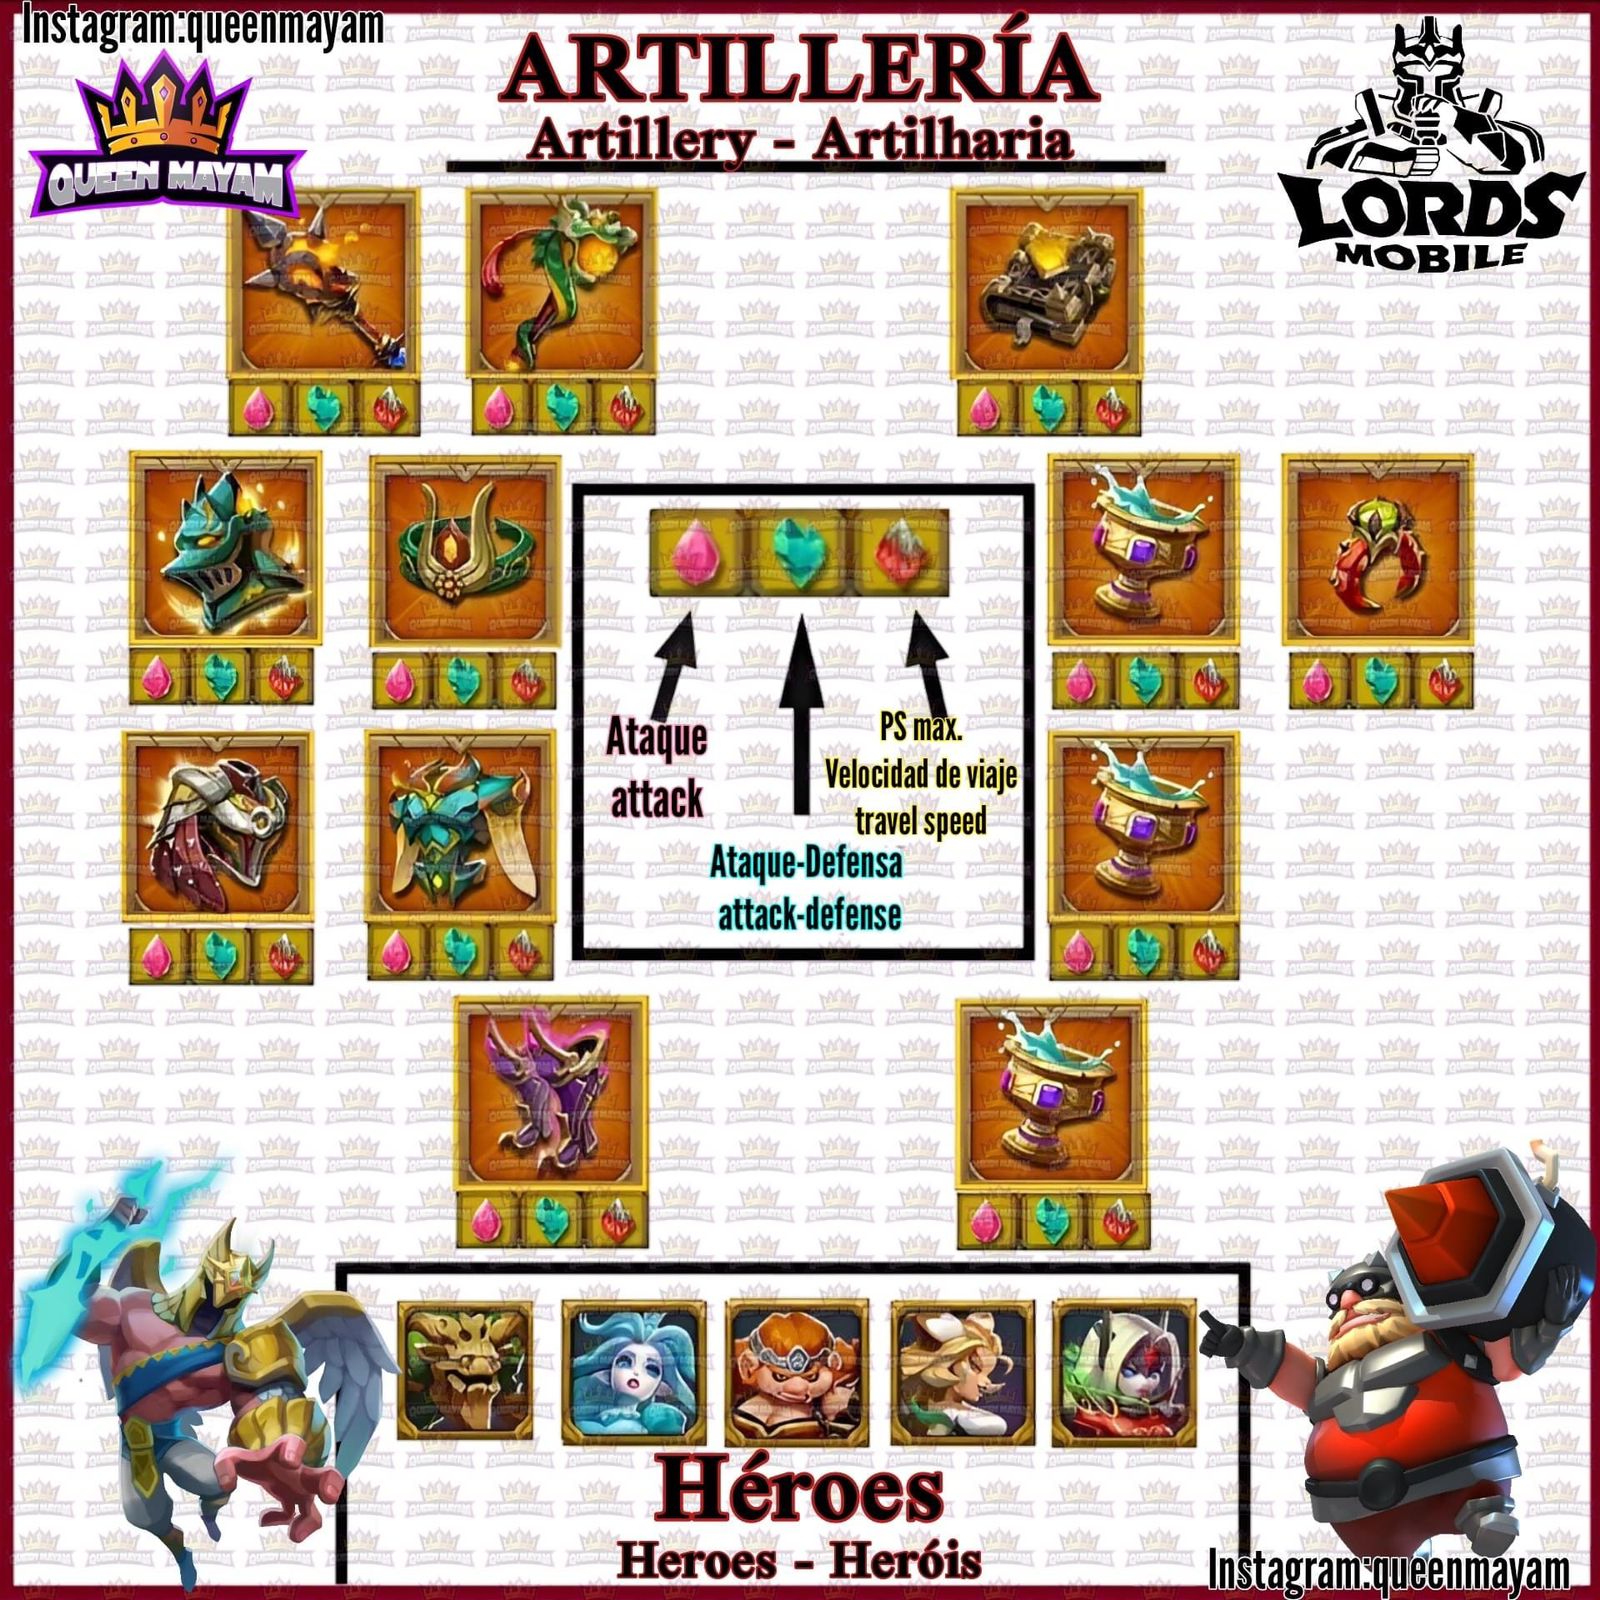 Instagram:queenmayam
QUEEN MAYAM
ARTILLERÍA
Artillery - Artilharia
LORDS
MOBILE
Ataque
attack
PS max.
Velocidad de viaje
travel speed
Ataque-Defensa
attack-defense
Héroes
Heroes - Heróis
Instagram:queenmayam